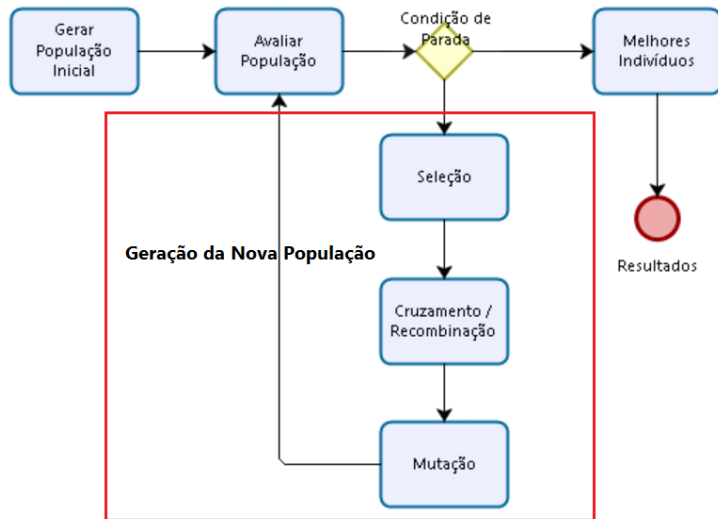 Gerar
População
Inicial
Avaliar
População
Condição de
Parada
Melhores
Indivíduos
Seleção
Geração da Nova População
Resultados
Cruzamento /
Recombinação
Mutação